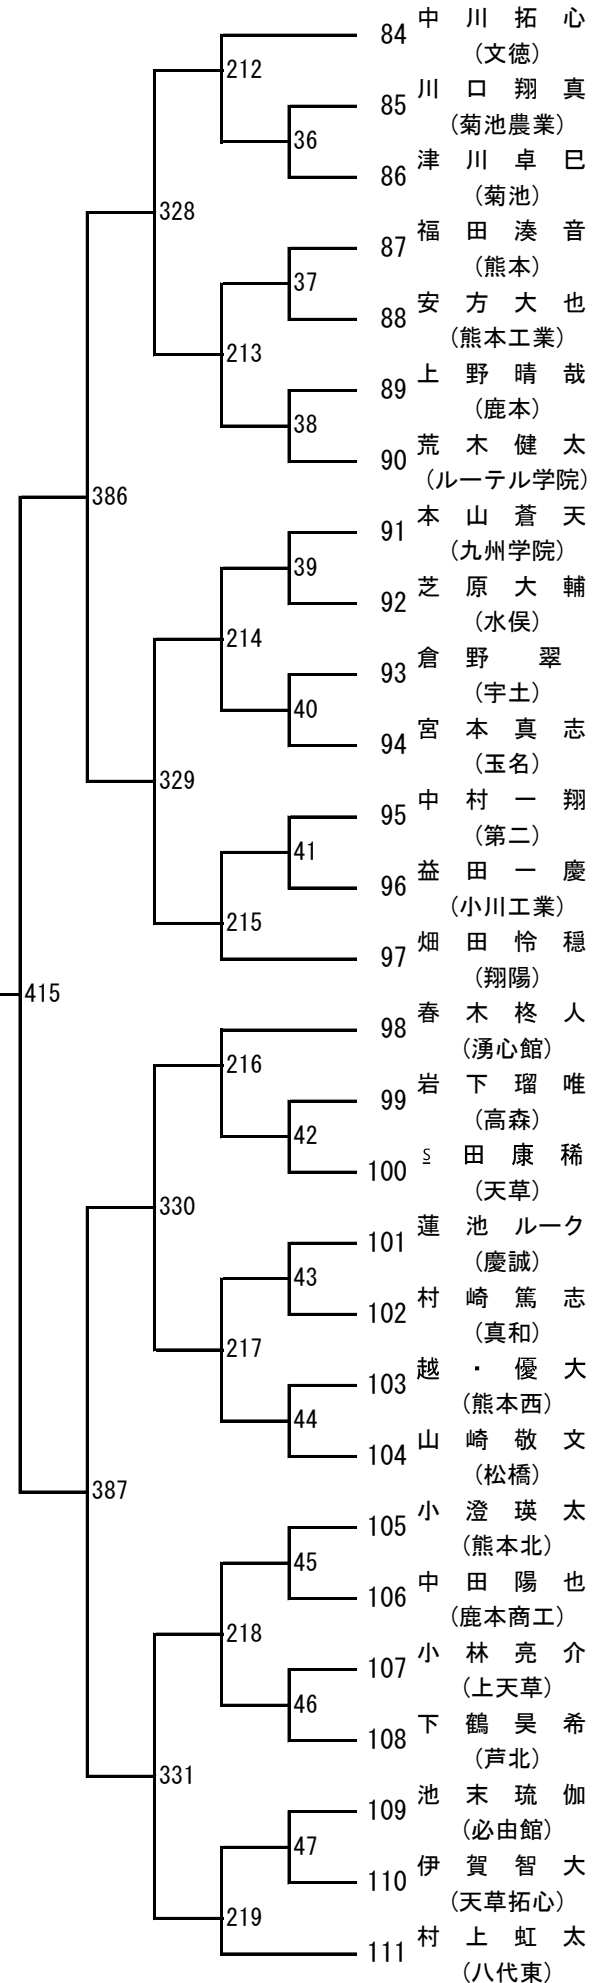 84 中川拓心
(文徳)
212
85 川口翔真
(菊池農業)
36
86 津川卓巳
(菊池)
328
87 福田湊音
(熊本)
37
88 安方大也
(熊本工業)
213
89 上野晴哉
(鹿本)
38
90 荒木健太
(ルーテル学院)
386
91 本山蒼天
(九州学院)
39
92 芝原大輔
(水俣)
214
93 倉野 翠
(宇土)
40
94 宮本真志
(玉名)
329
95 中村一翔
(第二)
41
96 益田一慶
(小川工業)
215
97 畑田怜穏
(翔陽)
415
98 春木柊人
(湧心館)
216
99 岩下瑠唯
(高森)
42
100 S田康稀
(天草)
330
101 蓮池ルーク
(慶誠)
43
102 村崎篤志
(真和)
217
103 越・優大
(熊本西)
44
104 山崎敬文
(松橋)
387
105 小澄瑛太
(熊本北)
45
106 中田陽也
(鹿本商工)
218
107 小林亮介
(上天草)
46
108 下鶴昊希
(芦北)
331
109 池末琉伽
(必由館)
47
110 伊賀智大
(天草拓心)
219
111 村上虹太
(八代東)